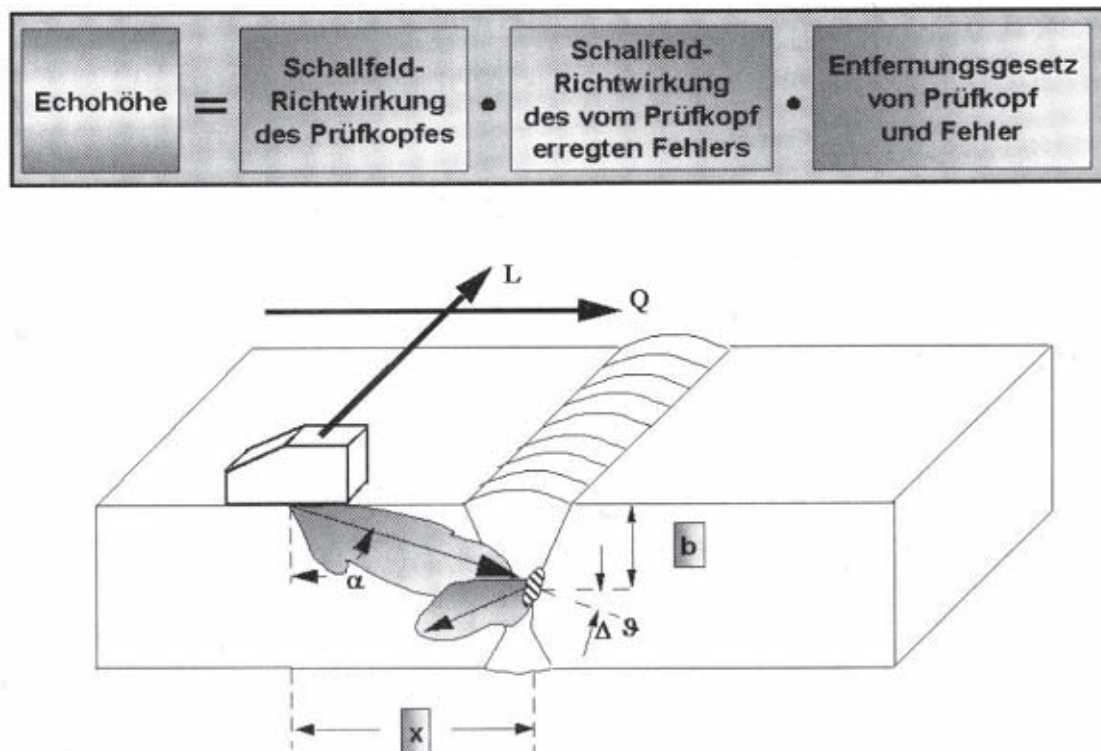 Echohöhe
=
Schallfeld-
Richtwirkung
des Prüfkopfes
•
Schallfeld-
Richtwirkung
des vom Prüfkopf
erregten Fehlers
•
Entfernungsgesetz
von Prüfkopf
und Fehler
L
Q
b
α
Δ ϑ
x